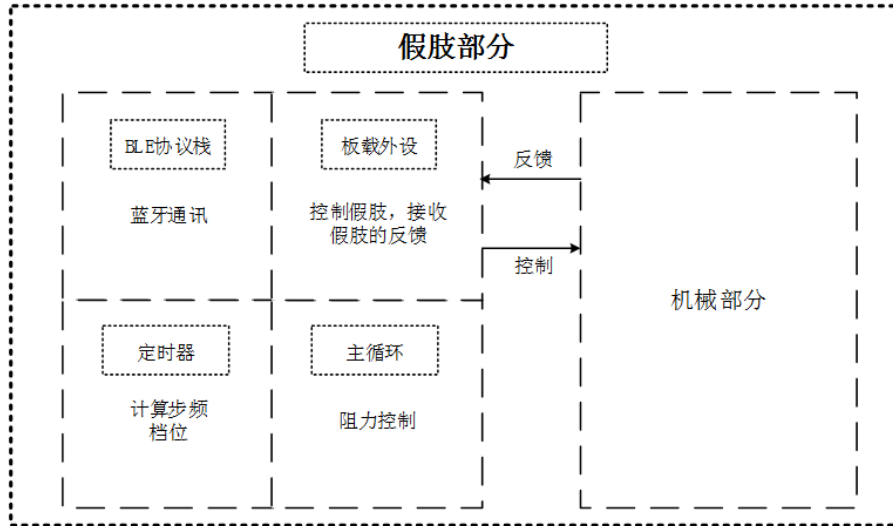 假肢部分
BLE协议栈
蓝牙通讯
板载外设
控制假肢，接收
假肢的反馈
反馈
控制
机械部分
定时器
计算步频
档位
主循环
阻力控制